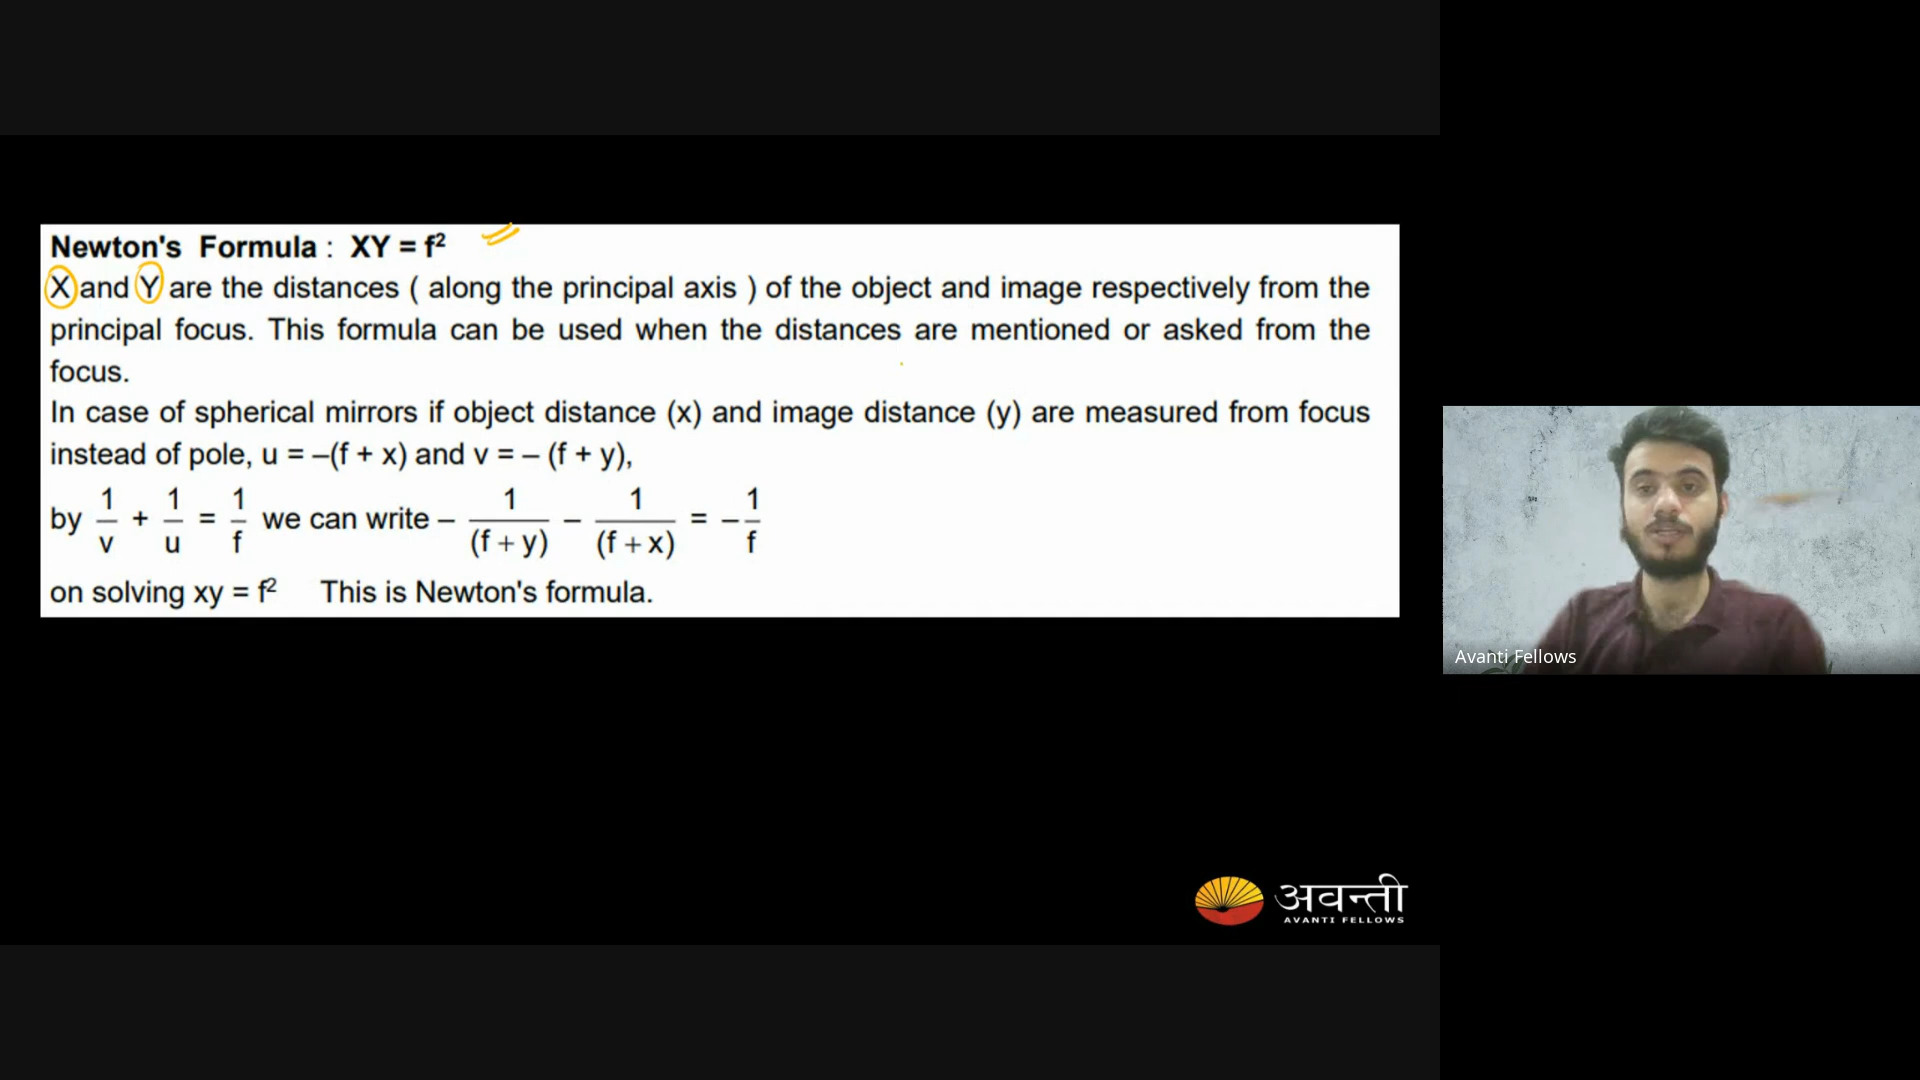 Newton's Formula : XY = f²
X and Y are the distances ( along the principal axis ) of the object and image respectively from the
principal focus. This formula can be used when the distances are mentioned or asked from the
focus.
In case of spherical mirrors if object distance (x) and image distance (y) are measured from focus
instead of pole, u = –(f + x) and v = – (f + y),
by 1/v + 1/u = 1/f we can write – 1/(f + y) – 1/(f + x) = – 1/f
on solving xy = f² This is Newton's formula.
Avanti Fellows
अवन्ती
AVANTI FELLOWS